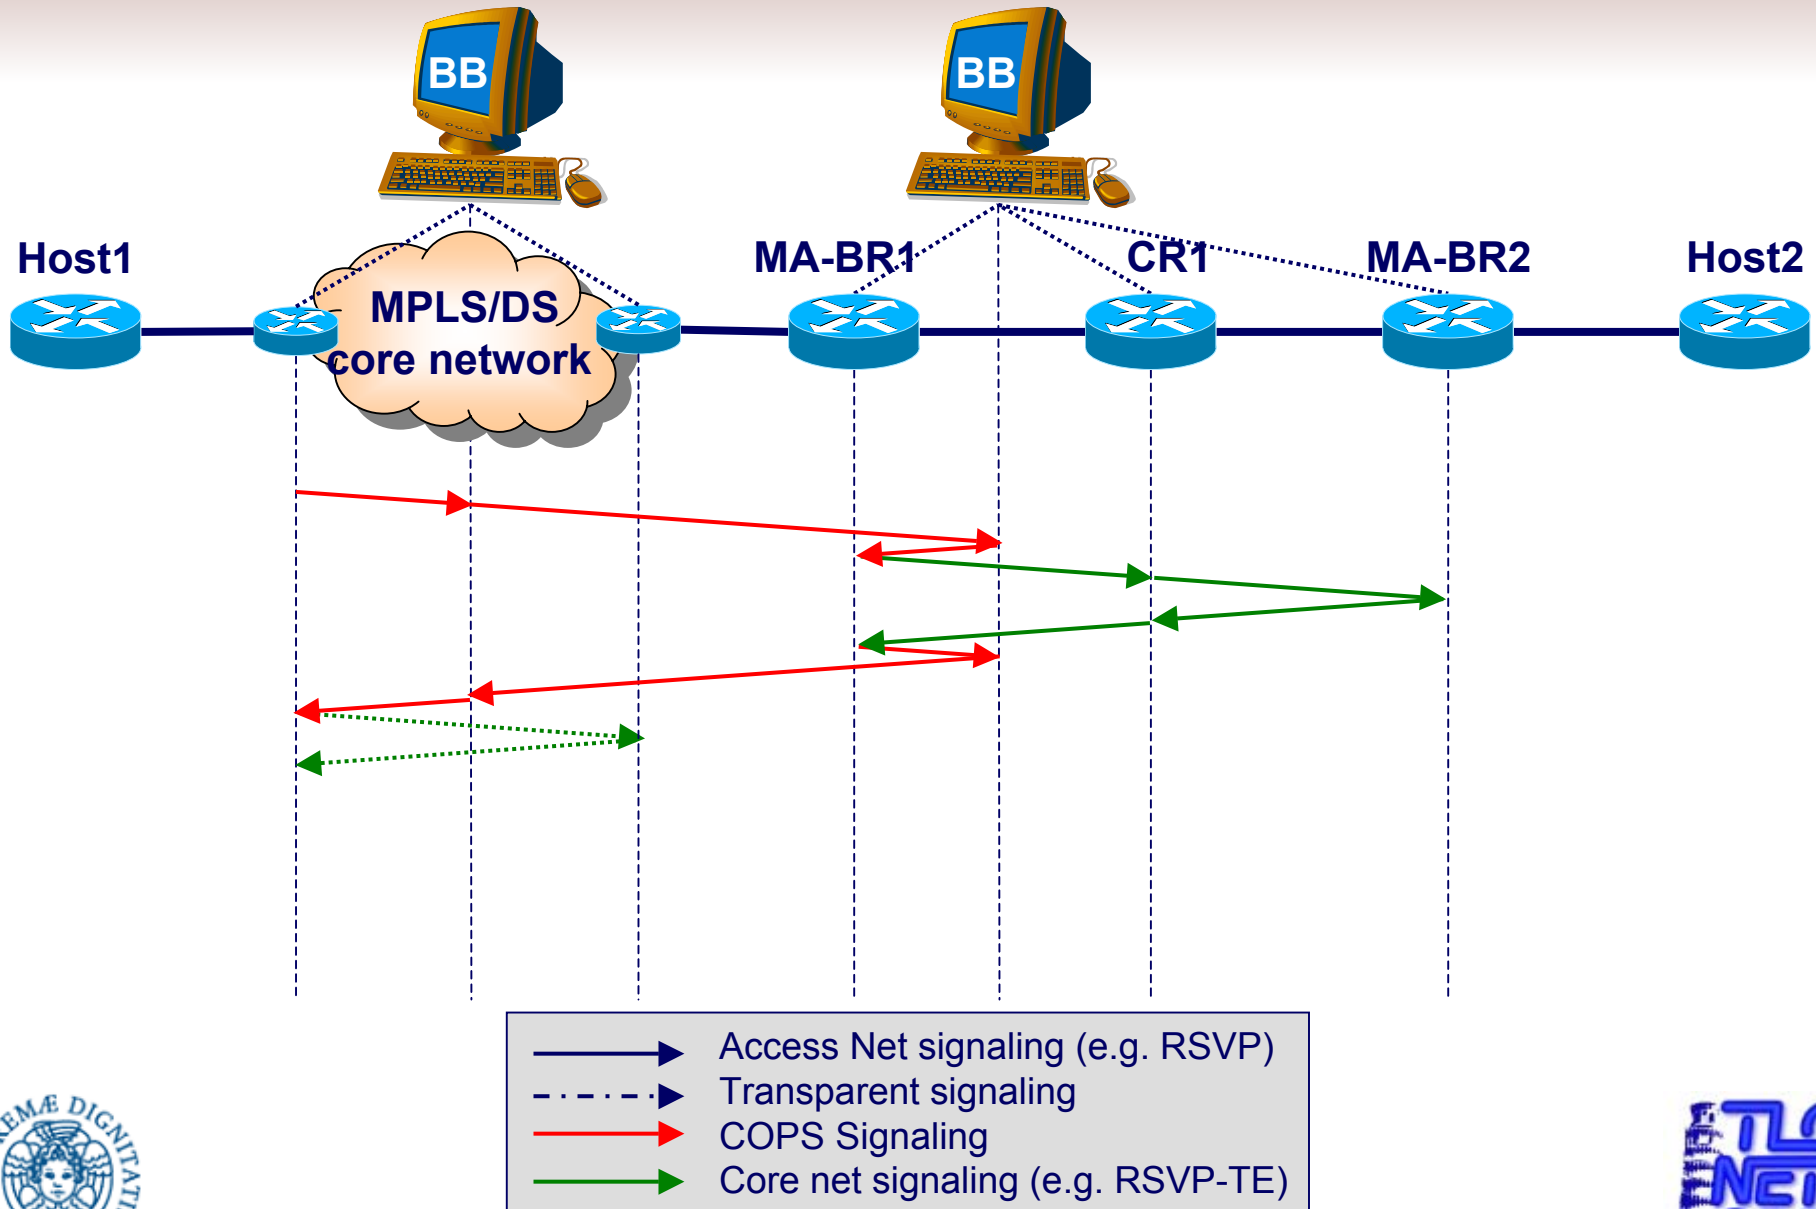 BB
BB
Host1
MA-BR1
CR1
MA-BR2
Host2
MPLS/DS
core network
Access Net signaling (e.g. RSVP)
Transparent signaling
COPS Signaling
Core net signaling (e.g. RSVP-TE)